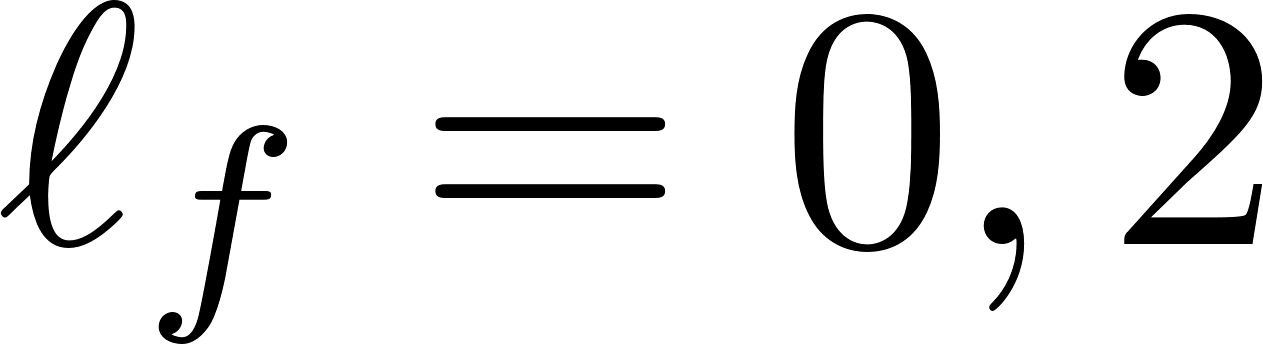 ℓ_f = 0, 2